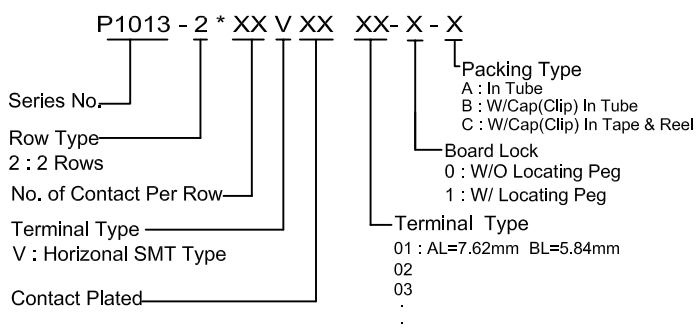 P1013 - 2 * XX V XX XX - X - X
Packing Type
A : In Tube
B : W/Cap(Clip) In Tube
C : W/Cap(Clip) In Tape & Reel
Series No.
Row Type
2 : 2 Rows
Board Lock
0 : W/O Locating Peg
1 : W/ Locating Peg
No. of Contact Per Row
Terminal Type
V : Horizonal SMT Type
Terminal Type
01 : AL=7.62mm BL=5.84mm
02
03
:
Contact Plated